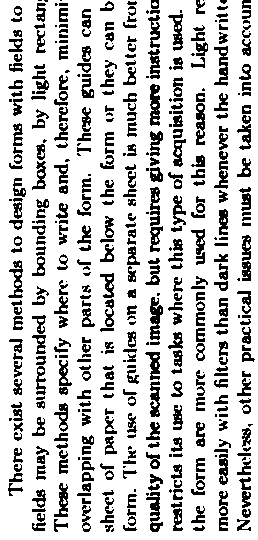 There exist several methods to design forms with fields to
fields may be surrounded by bounding boxes, by light rectang
These methods specify where to write and, therefore, minimi
overlapping with other parts of the form. These guides can
sheet of paper that is located below the form or they can b
form. The use of guides on a separate sheet is much better fro
quality of the scanned image, but requires giving more instructio
restricts its use to tasks where this type of acquisition is used.
the form are more commonly used for this reason. Light re
more easily with filters than dark lines whenever the handwritt
Nevertheless, other practical issues must be taken into accoun